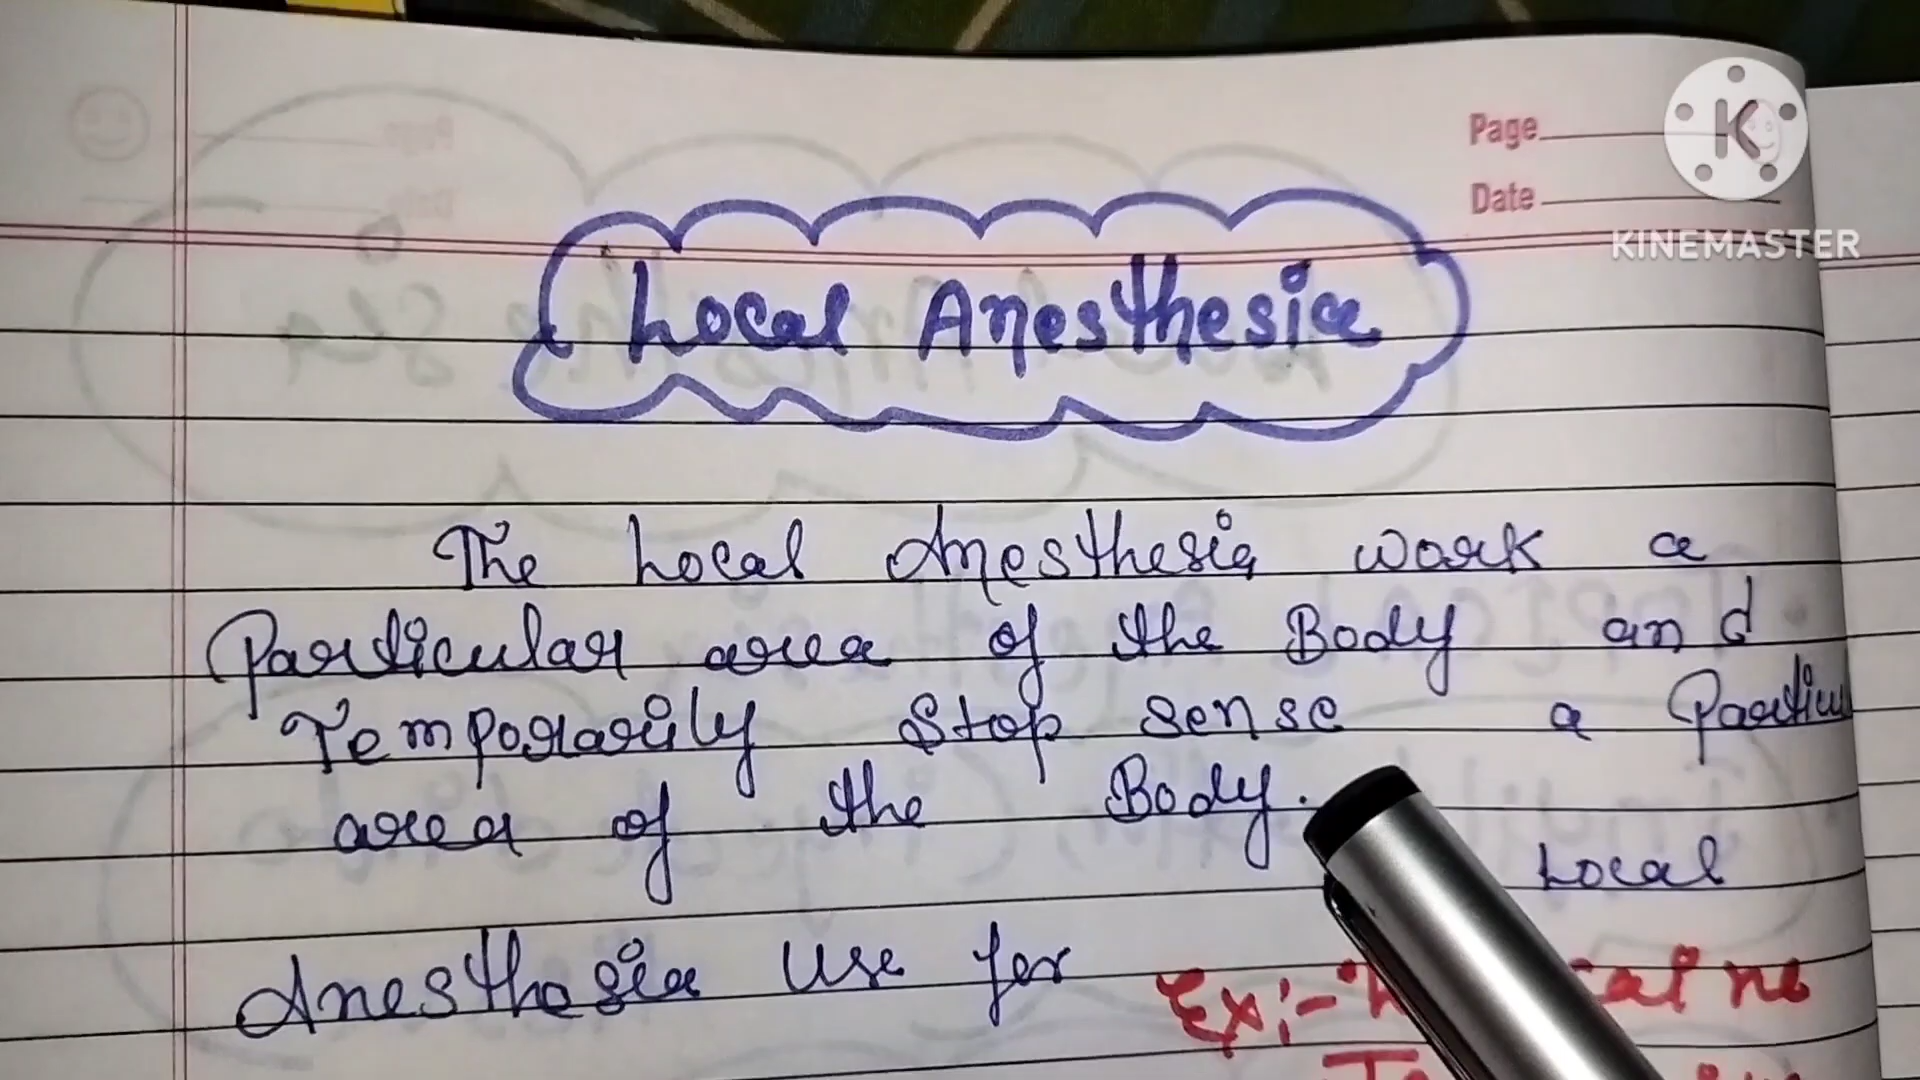 Page
Date
KINEMASTER
Local Anesthesia
The Local Anesthesia work a
Particular area of the Body and
Temporarily Stop sense a Particu
area of the Body.
Local
Anesthesia Use for
Ex:-